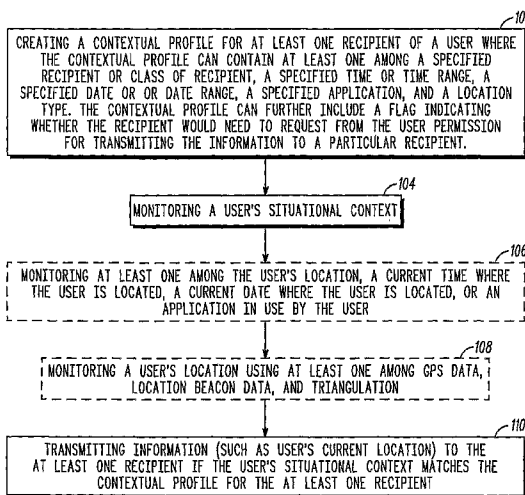 10
CREATING A CONTEXTUAL PROFILE FOR AT LEAST ONE RECIPIENT OF A USER WHERE
THE CONTEXTUAL PROFILE CAN CONTAIN AT LEAST ONE AMONG A SPECIFIED
RECIPIENT OR CLASS OF RECIPIENT, A SPECIFIED TIME OR TIME RANGE, A
SPECIFIED DATE OR OR DATE RANGE, A SPECIFIED APPLICATION, AND A LOCATION
TYPE. THE CONTEXTUAL PROFILE CAN FURTHER INCLUDE A FLAG INDICATING
WHETHER THE RECIPIENT WOULD NEED TO REQUEST FROM THE USER PERMISSION
FOR TRANSMITTING THE INFORMATION TO A PARTICULAR RECIPIENT.
104
MONITORING A USER'S SITUATIONAL CONTEXT
106
MONITORING AT LEAST ONE AMONG THE USER'S LOCATION, A CURRENT TIME WHERE
THE USER IS LOCATED, A CURRENT DATE WHERE THE USER IS LOCATED, OR AN
APPLICATION IN USE BY THE USER
108
MONITORING A USER'S LOCATION USING AT LEAST ONE AMONG GPS DATA,
LOCATION BEACON DATA, AND TRIANGULATION
110
TRANSMITTING INFORMATION (SUCH AS USER'S CURRENT LOCATION) TO THE
AT LEAST ONE RECIPIENT IF THE USER'S SITUATIONAL CONTEXT MATCHES THE
CONTEXTUAL PROFILE FOR THE AT LEAST ONE RECIPIENT